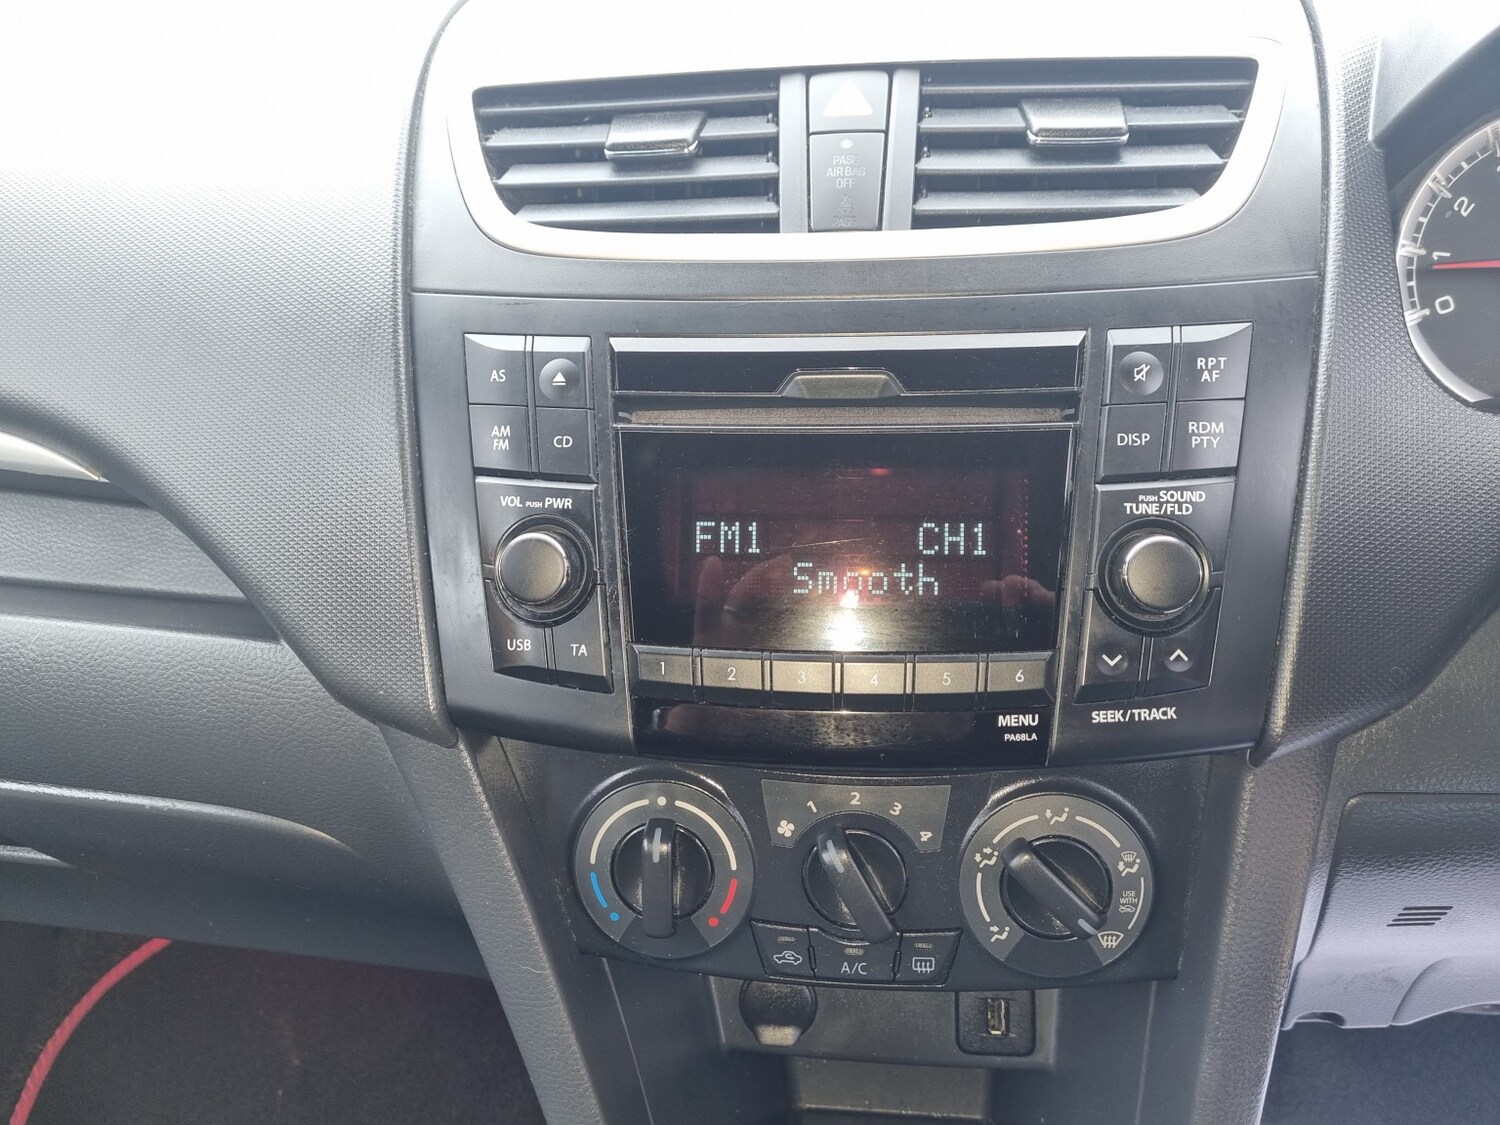 PASS
AIR BAG
OFF
AS
AM
FM
CD
VOL PUSH PWR
USB
TA
RPT
AF
DISP
RDM
PTY
PUSH SOUND
TUNE/FLD
FM1 CH1
Smooth
1 2 3 4 5 6
MENU
PA68LA
SEEK/TRACK
1 2 3 4
A/C
USE
WITH
2
1
0